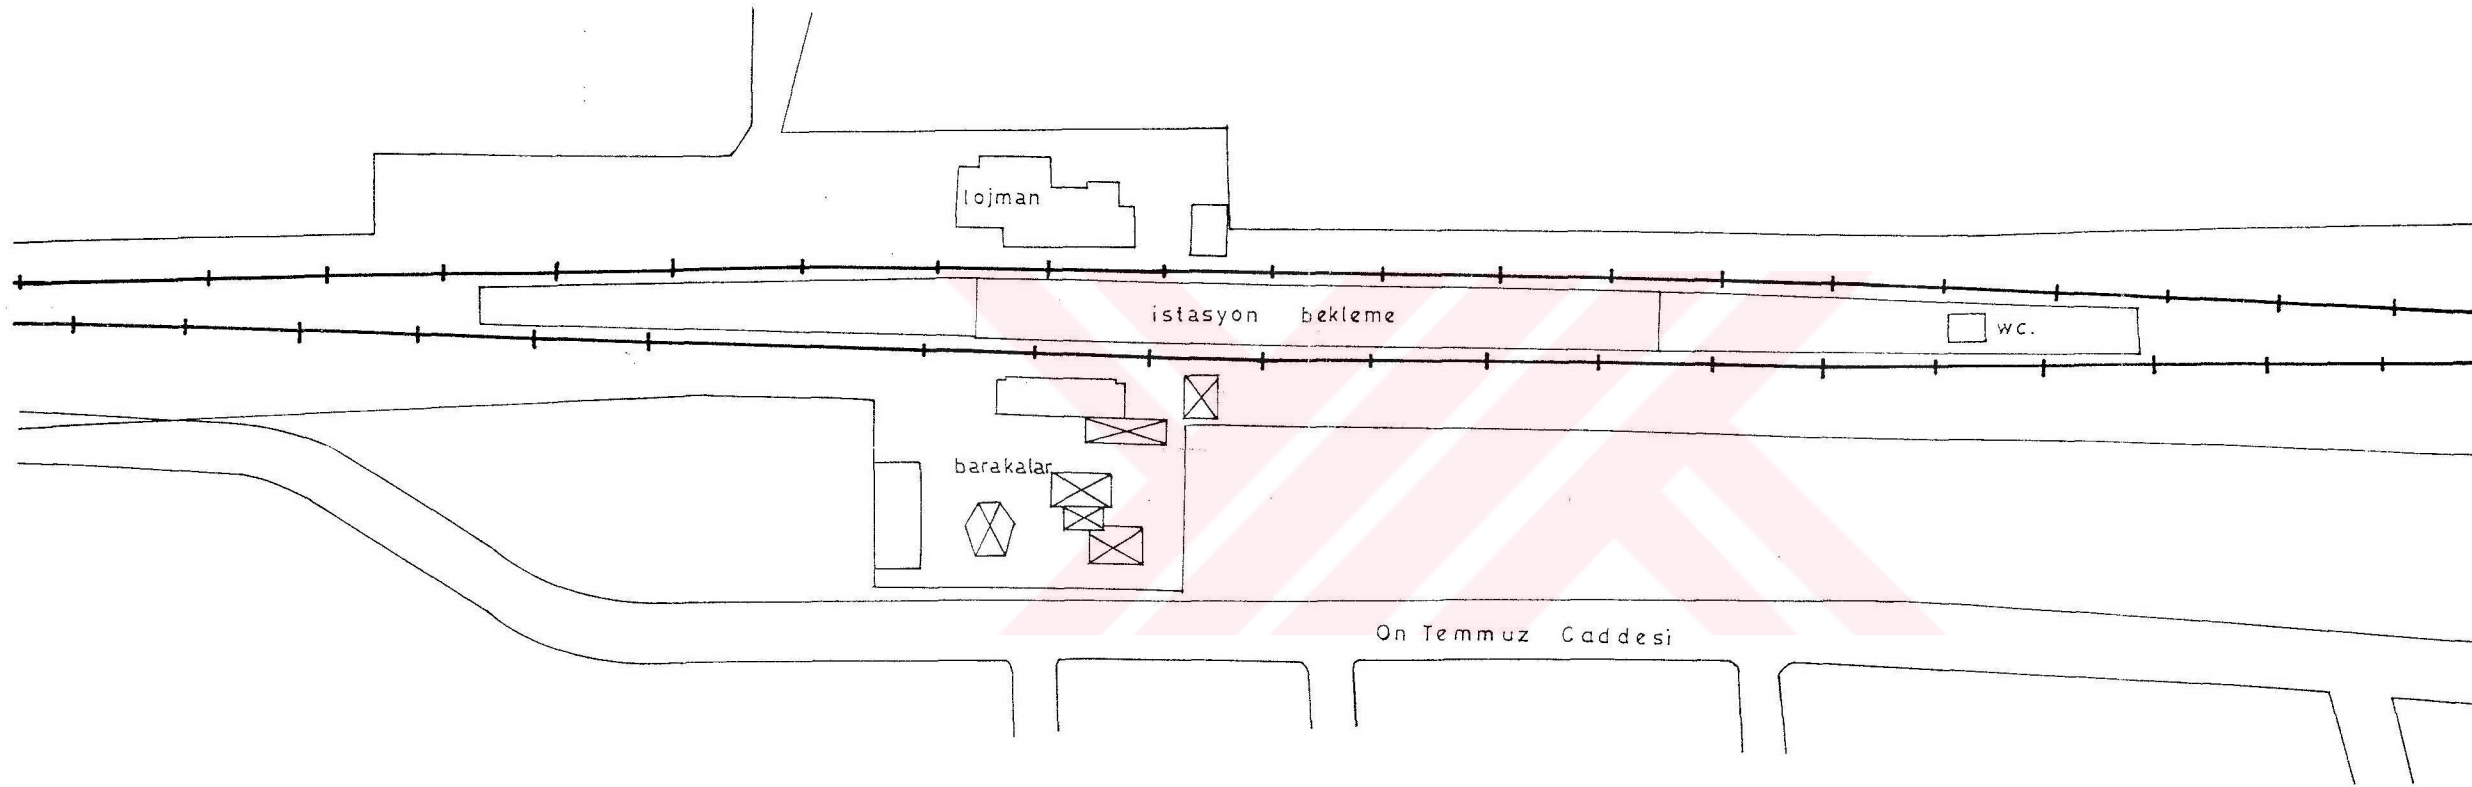 lojman
istasyon bekleme
wc.
barakalar
On Temmuz Caddesi